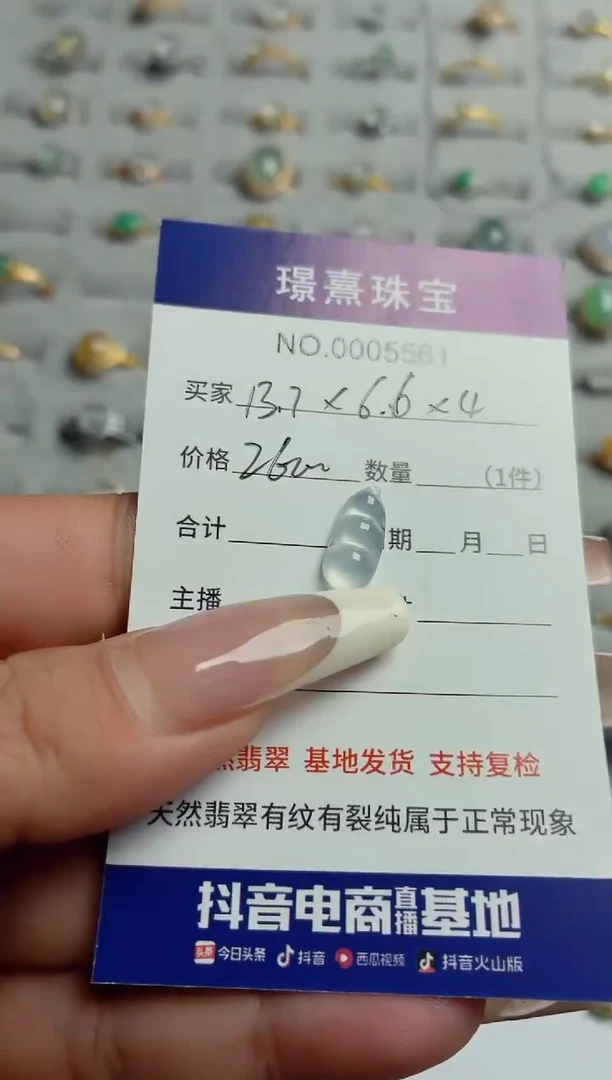 璟熹珠宝
NO.0005561
买家 13.7×6.6×4
价格 数量 (1件)
合计 期 月 日
主播
翡翠 基地发货 支持复检
天然翡翠有纹有裂纯属于正常现象
抖音电商直播基地
头条 今日头条 抖音 西瓜视频 抖音火山版